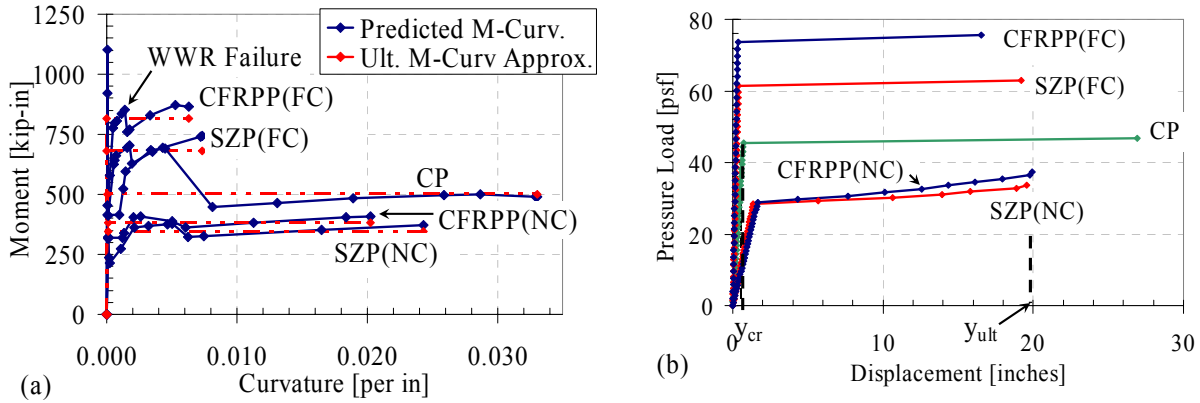 1250
1000
750
500
250
0
Moment [kip-in]
Predicted M-Curv.
Ult. M-Curv Approx.
WWR Failure
CFRPP(FC)
SZP(FC)
CP
CFRPP(NC)
SZP(NC)
0.000 0.010 0.020 0.030
(a)
Curvature [per in]
80
60
40
20
0
Pressure Load [psf]
CFRPP(FC)
SZP(FC)
CP
CFRPP(NC)
SZP(NC)
ycr
yult
0 10 20 30
(b)
Displacement [inches]